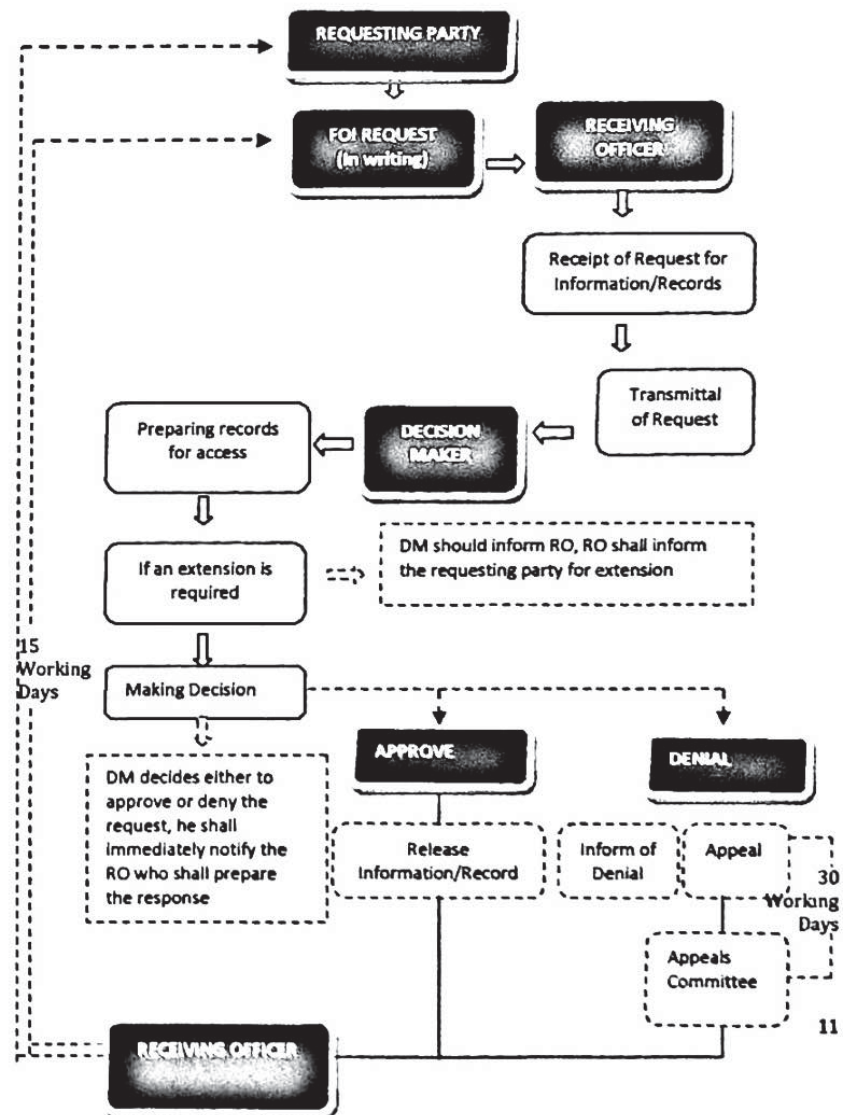 REQUESTING PARTY
FOI REQUEST
(In writing)
RECEIVING
OFFICER
Receipt of Request for
Information/Records
Transmittal
of Request
DECISION
MAKER
Preparing records
for access
If an extension is
required
DM should inform RO, RO shall inform
the requesting party for extension
15
Working
Days
Making Decision
DM decides either to
approve or deny the
request, he shall
immediately notify the
RO who shall prepare
the response
APPROVE
DENIAL
Release
Information/Record
Inform of
Denial
Appeal
30
Working
Days
Appeals
Committee
11
RECEIVING OFFICER